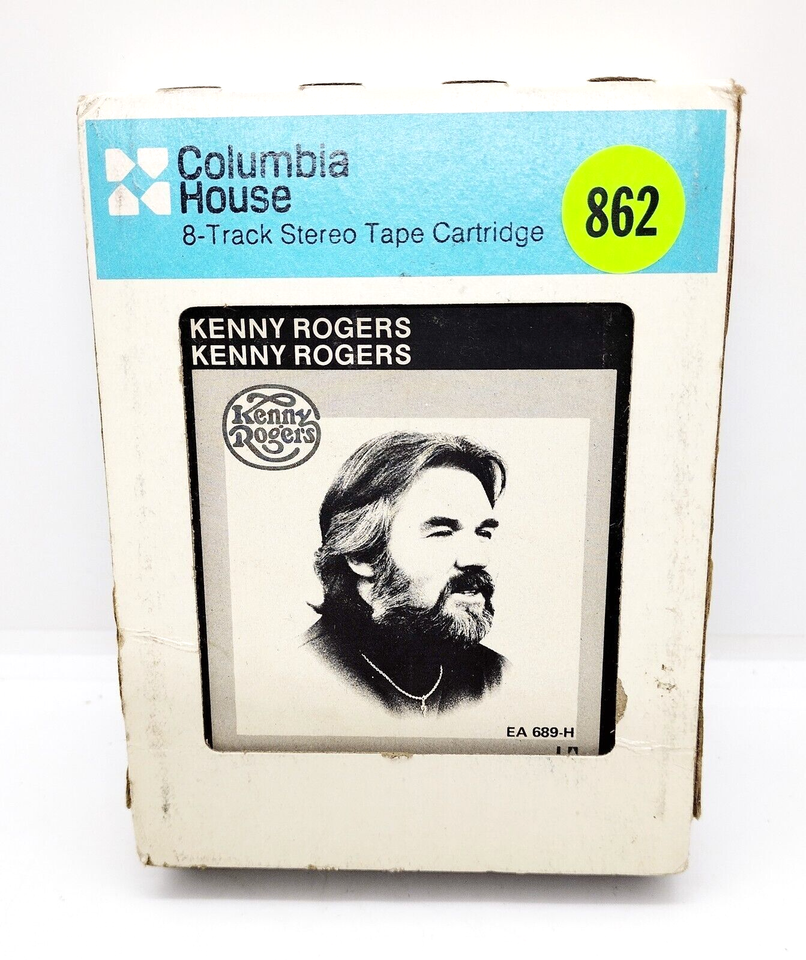 Columbia
House
8-Track Stereo Tape Cartridge
862
KENNY ROGERS
KENNY ROGERS
Kenny
Rogers
EA 689-H